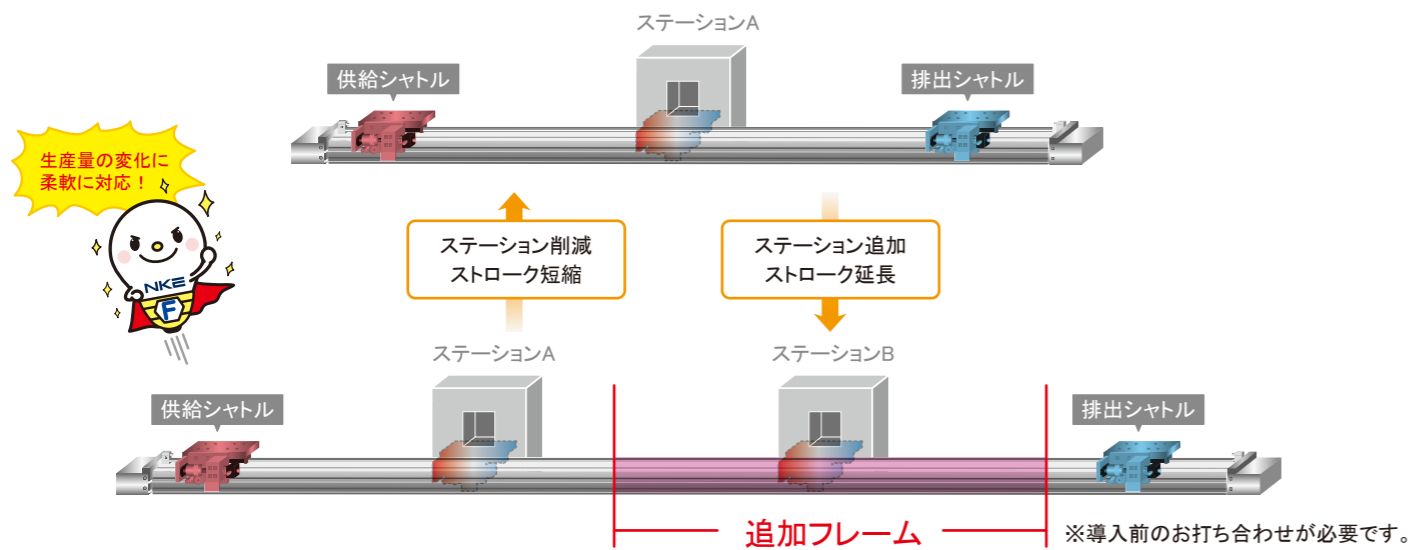 ステーションA
供給シャトル
排出シャトル
生産量の変化に
柔軟に対応！
NKE
F
ステーション削減
ストローク短縮
ステーション追加
ストローク延長
ステーションA
ステーションB
供給シャトル
排出シャトル
追加フレーム
※導入前のお打ち合わせが必要です。